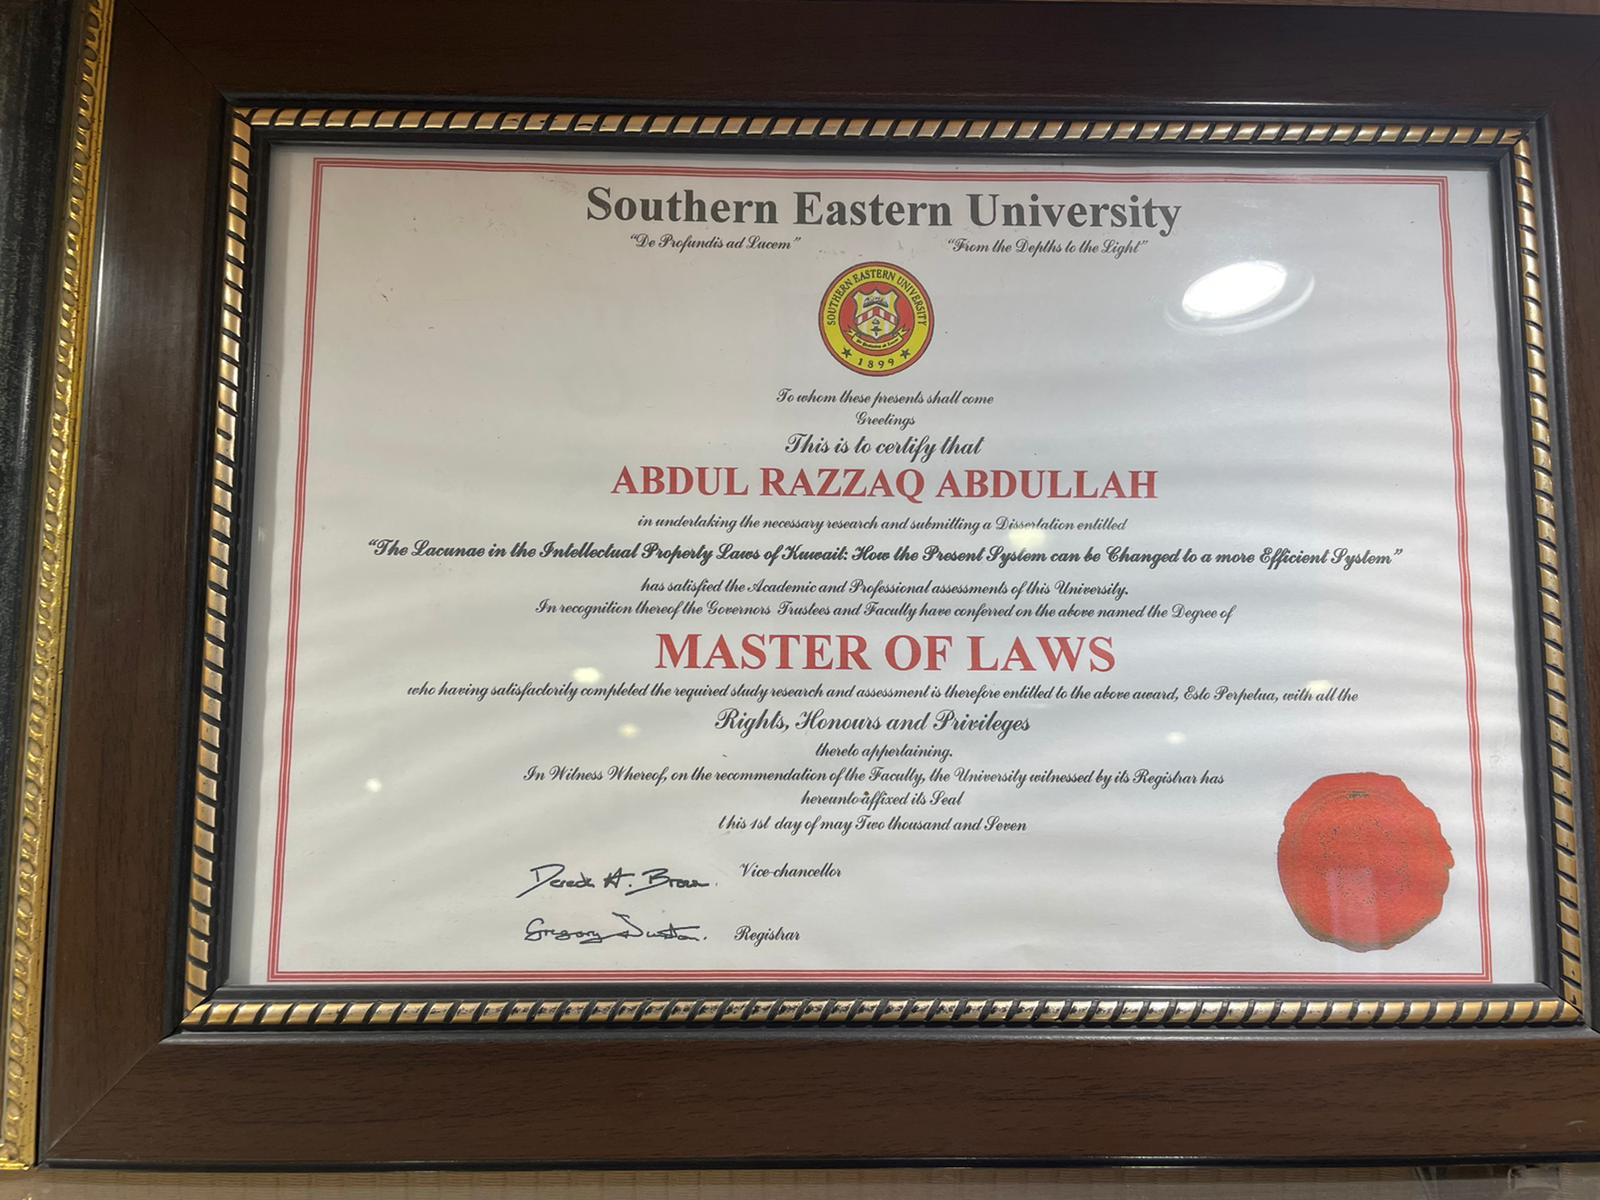 Southern Eastern University
"De Profundis ad Lucem" "From the Depths to the Light"
SOUTHERN EASTERN UNIVERSITY
1899
To whom these presents shall come
Greetings
This is to certify that
ABDUL RAZZAQ ABDULLAH
in undertaking the necessary research and submitting a Dissertation entitled
"The Lacunae in the Intellectual Property Laws of Kuwait: How the Present System can be Changed to a more Efficient System"
has satisfied the Academic and Professional assessments of this University.
In recognition thereof the Governors Trustees and Faculty have conferred on the above named the Degree of
MASTER OF LAWS
who having satisfactorily completed the required study research and assessment is therefore entitled to the above award, Esto Perpetua, with all the
Rights, Honours and Privileges
thereto appertaining.
In Witness Whereof, on the recommendation of the Faculty, the University witnessed by its Registrar has
hereunto affixed its Seal
this 1st day of may Two thousand and Seven
Derek A. Brown. Vice-chancellor
Gregory Registrar